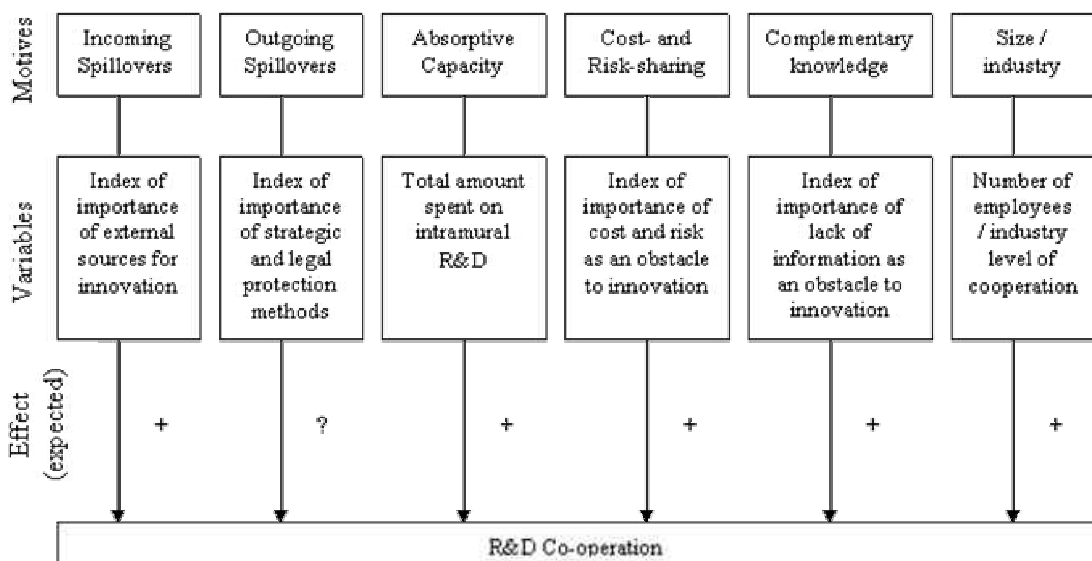 Motives
Incoming
Spillovers
Outgoing
Spillovers
Absorptive
Capacity
Cost- and
Risk-sharing
Complementary
knowledge
Size /
industry
Variables
Index of
importance
of external
sources for
innovation
Index of
importance
of strategic
and legal
protection
methods
Total amount
spent on
intramural
R&D
Index of
importance of
cost and risk
as an obstacle
to innovation
Index of
importance of
lack of
information as
an obstacle to
innovation
Number of
employees
/ industry
level of
cooperation
Effect
(expected)
+
?
+
+
+
+
R&D Co-operation